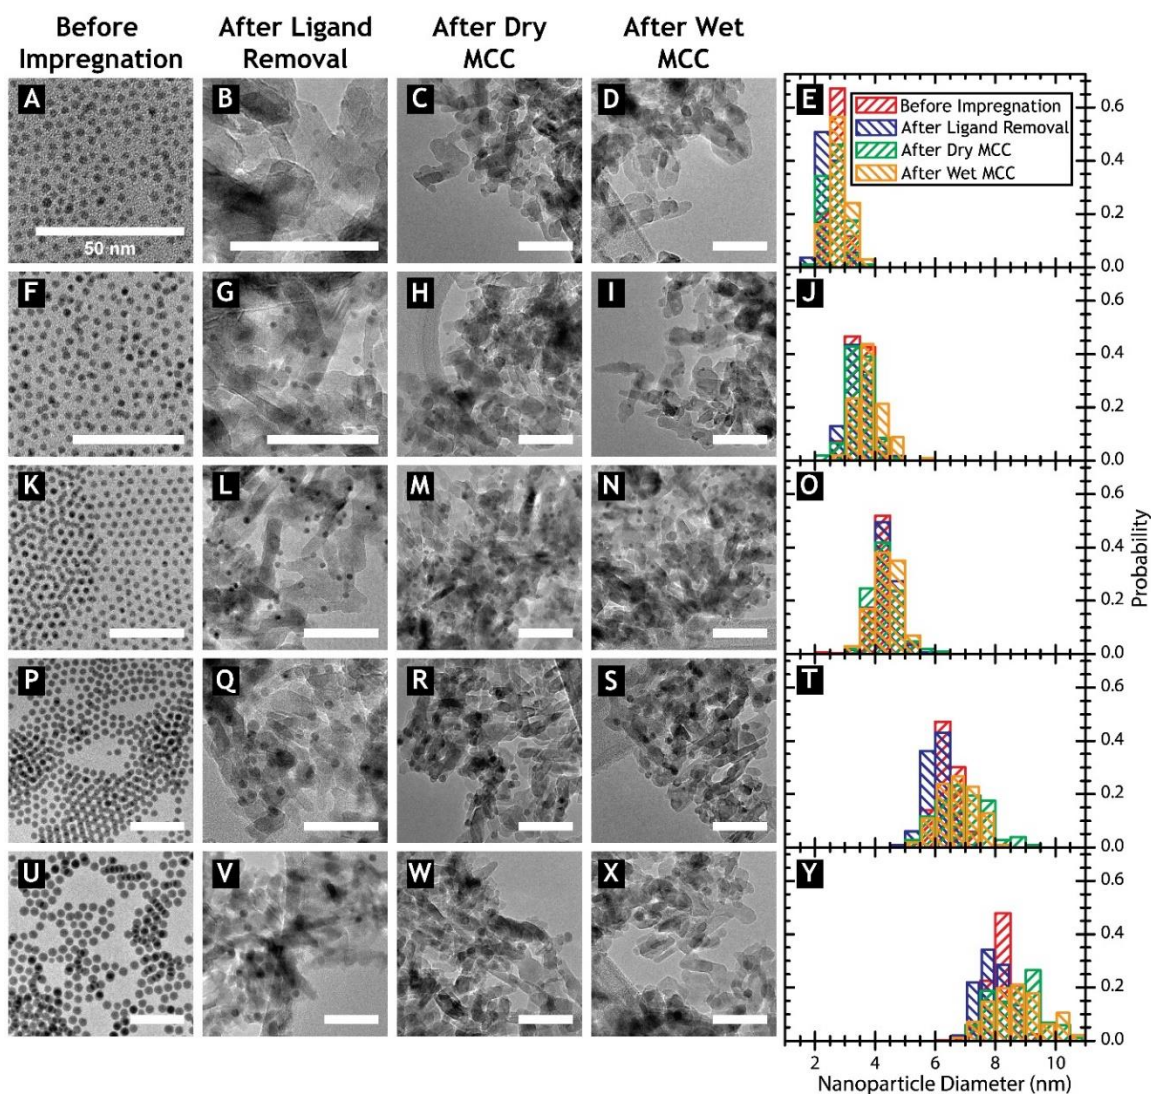 Before Impregnation
After Ligand Removal
After Dry MCC
After Wet MCC
A
50 nm
B
C
D
E
Before Impregnation
After Ligand Removal
After Dry MCC
After Wet MCC
0.6
0.4
0.2
0.0
F
G
H
I
J
0.6
0.4
0.2
0.0
K
L
M
N
O
0.6
0.4
0.2
0.0
Probability
P
Q
R
S
T
0.6
0.4
0.2
0.0
U
V
W
X
Y
0.6
0.4
0.2
0.0
2 4 6 8 10
Nanoparticle Diameter (nm)